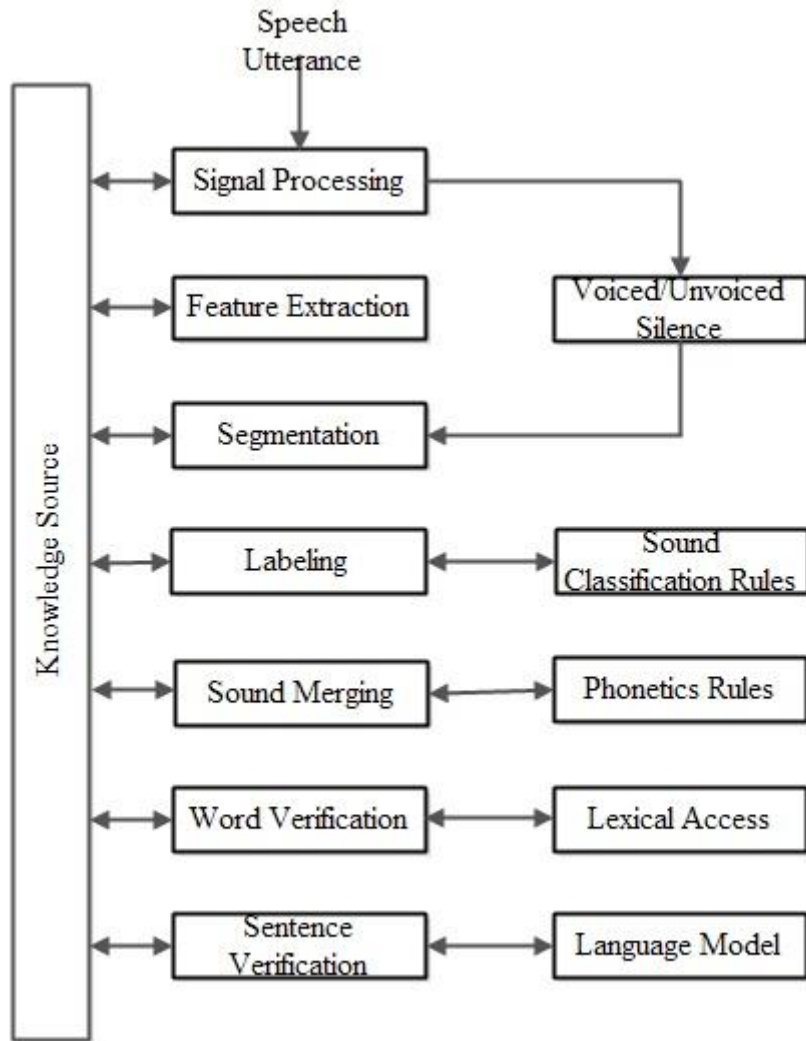 Speech
Utterance
Knowledge Source
Signal Processing
Feature Extraction
Voiced/Unvoiced
Silence
Segmentation
Labeling
Sound
Classification Rules
Sound Merging
Phonetics Rules
Word Verification
Lexical Access
Sentence
Verification
Language Model